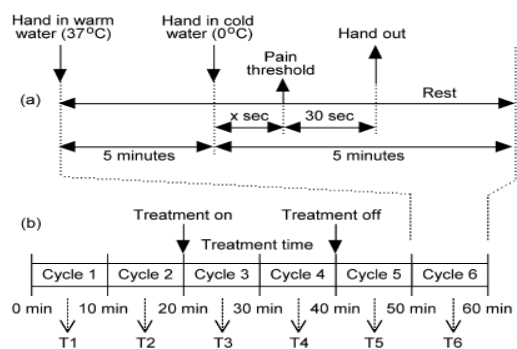 Hand in warm water (37°C)
Hand in cold water (0°C)
Hand out
Pain threshold
(a)
Rest
x sec
30 sec
5 minutes
5 minutes
(b)
Treatment on
Treatment off
Treatment time
Cycle 1
Cycle 2
Cycle 3
Cycle 4
Cycle 5
Cycle 6
0 min
10 min
20 min
30 min
40 min
50 min
60 min
T1
T2
T3
T4
T5
T6